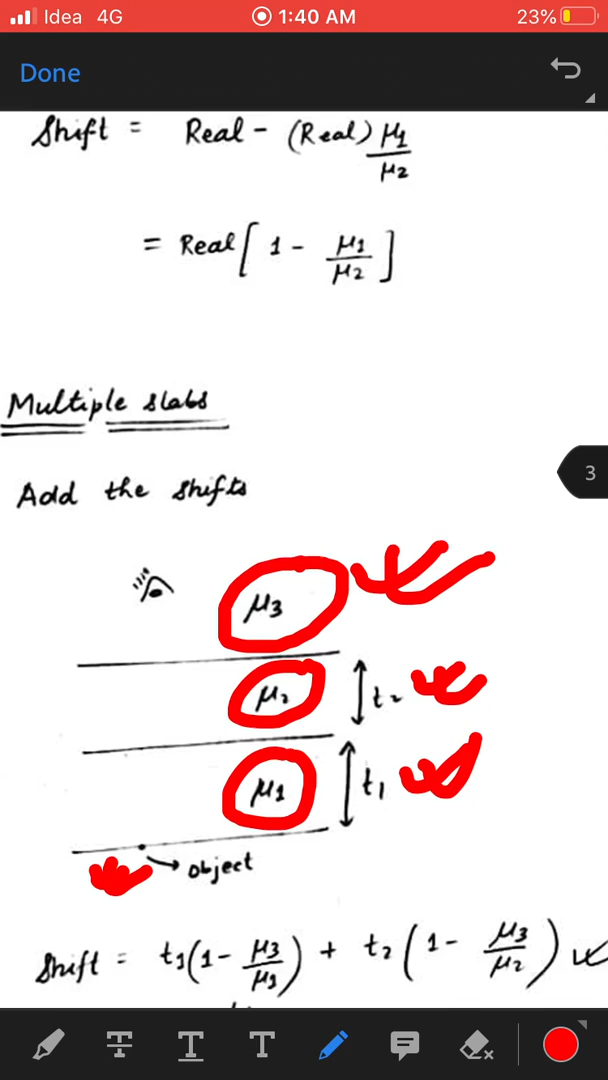 Idea 4G 1:40 AM 23%
Done
Shift = Real - (Real) μ1/μ2
= Real [ 1 - μ1/μ2 ]
Multiple slabs
Add the shifts
3
μ3
μ2 t2
μ1 t1
→ object
Shift = t1 (1 - μ3/μ1) + t2 (1 - μ3/μ2)
T T T